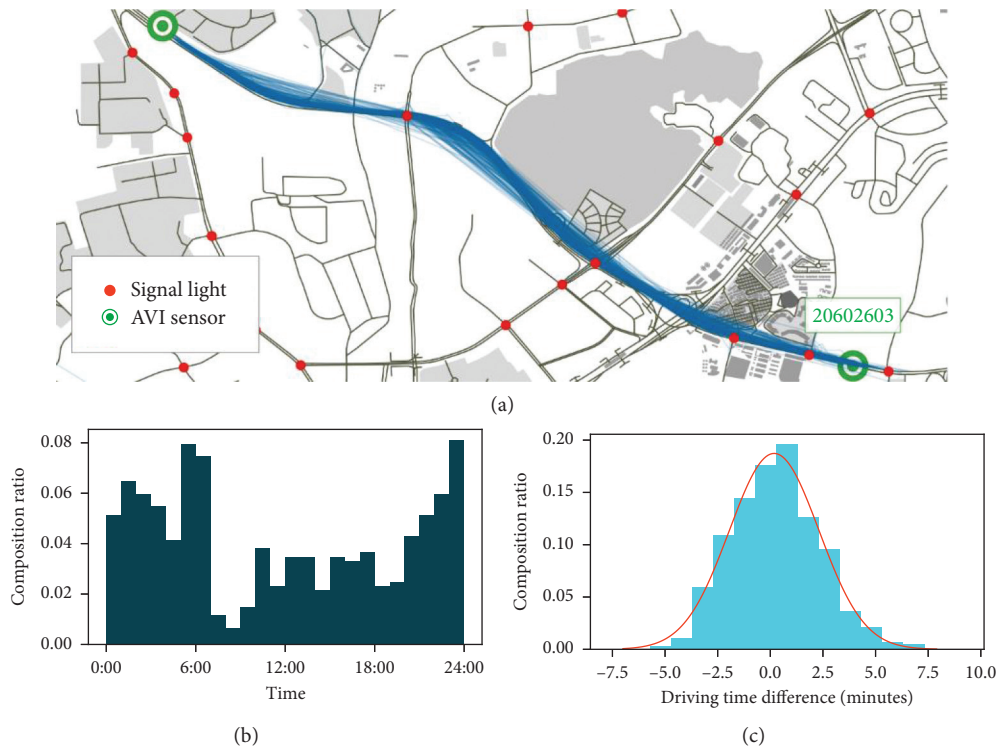 Signal light
AVI sensor
20602603
(a)
Composition ratio
0.08
0.06
0.04
0.02
0.00
0:00 6:00 12:00 18:00 24:00
Time
(b)
Composition ratio
0.20
0.15
0.10
0.05
0.00
−7.5 −5.0 −2.5 0.0 2.5 5.0 7.5 10.0
Driving time difference (minutes)
(c)